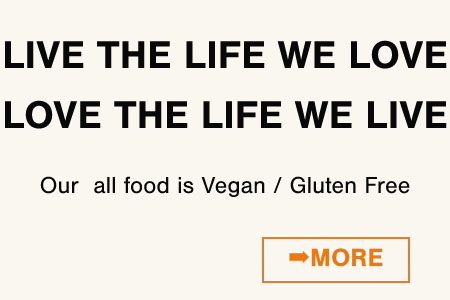 LIVE THE LIFE WE LOVE
LOVE THE LIFE WE LIVE
Our  all food is Vegan / Gluten Free
➡MORE